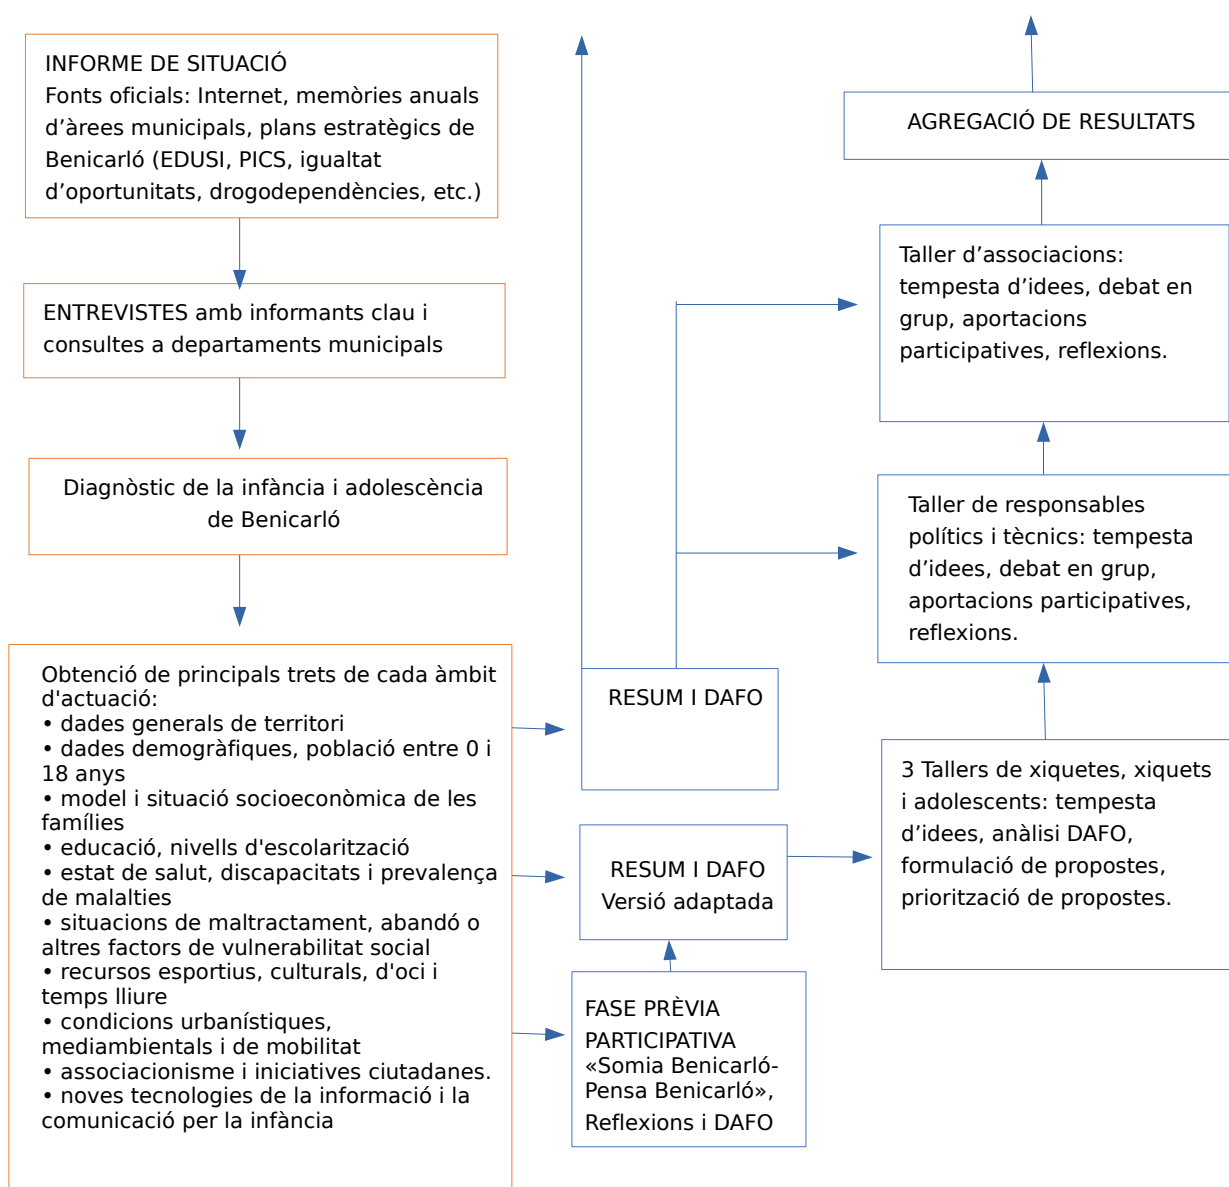 INFORME DE SITUACIÓ
Fonts oficials: Internet, memòries anuals
d’àrees municipals, plans estratègics de
Benicarló (EDUSI, PICS, igualtat
d’oportunitats, drogodependències, etc.)
ENTREVISTES amb informants clau i
consultes a departaments municipals
Diagnòstic de la infància i adolescència
de Benicarló
Obtenció de principals trets de cada àmbit
d'actuació:
• dades generals de territori
• dades demogràfiques, població entre 0 i
18 anys
• model i situació socioeconòmica de les
famílies
• educació, nivells d'escolarització
• estat de salut, discapacitats i prevalença
de malalties
• situacions de maltractament, abandó o
altres factors de vulnerabilitat social
• recursos esportius, culturals, d'oci i
temps lliure
• condicions urbanístiques,
mediambientals i de mobilitat
• associacionisme i iniciatives ciutadanes.
• noves tecnologies de la informació i la
comunicació per la infància
RESUM I DAFO
RESUM I DAFO
Versió adaptada
FASE PRÈVIA
PARTICIPATIVA
«Somia Benicarló-
Pensa Benicarló»,
Reflexions i DAFO
AGREGACIÓ DE RESULTATS
Taller d’associacions:
tempesta d’idees, debat en
grup, aportacions
participatives, reflexions.
Taller de responsables
polítics i tècnics: tempesta
d’idees, debat en grup,
aportacions participatives,
reflexions.
3 Tallers de xiquetes, xiquets
i adolescents: tempesta
d’idees, anàlisi DAFO,
formulació de propostes,
priorització de propostes.